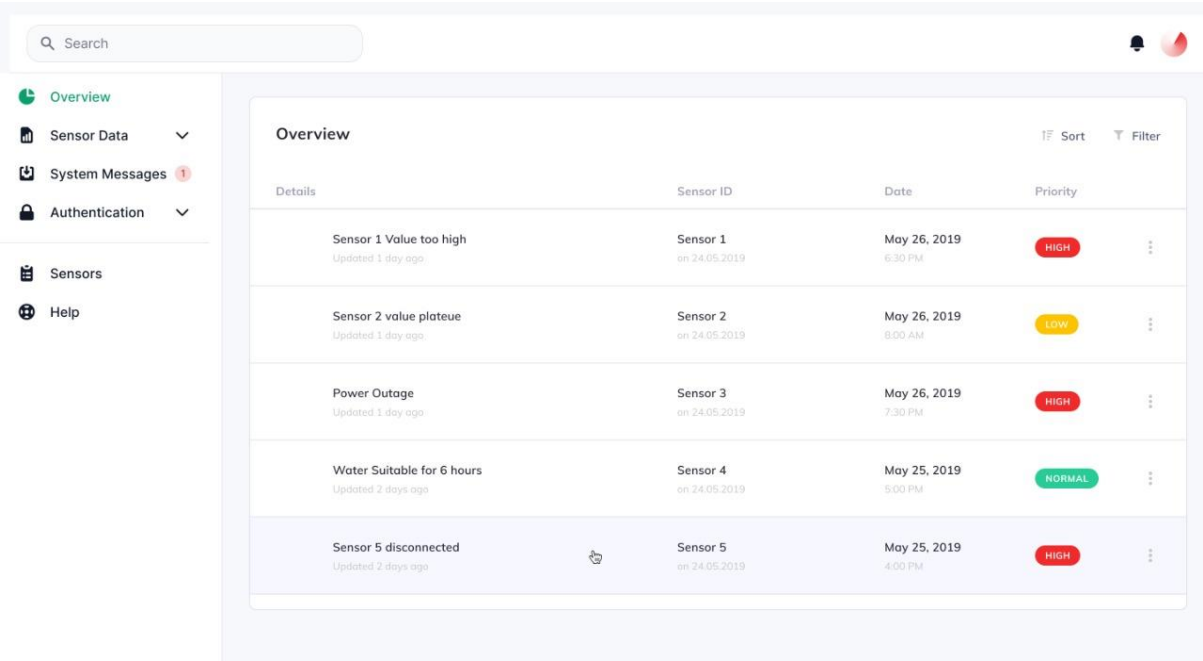 Search
Overview
Sensor Data
System Messages 1
Authentication
Sensors
Help
Overview
Sort Filter
Details Sensor ID Date Priority
Sensor 1 Value too high Sensor 1 May 26, 2019 HIGH
Updated 1 day ago on 24.05.2019 6:30 PM
Sensor 2 value plateue Sensor 2 May 26, 2019 LOW
Updated 1 day ago on 24.05.2019 8:00 AM
Power Outage Sensor 3 May 26, 2019 HIGH
Updated 1 day ago on 24.05.2019 7:30 PM
Water Suitable for 6 hours Sensor 4 May 25, 2019 NORMAL
Updated 2 days ago on 24.05.2019 5:00 PM
Sensor 5 disconnected Sensor 5 May 25, 2019 HIGH
Updated 2 days ago on 24.05.2019 4:00 PM